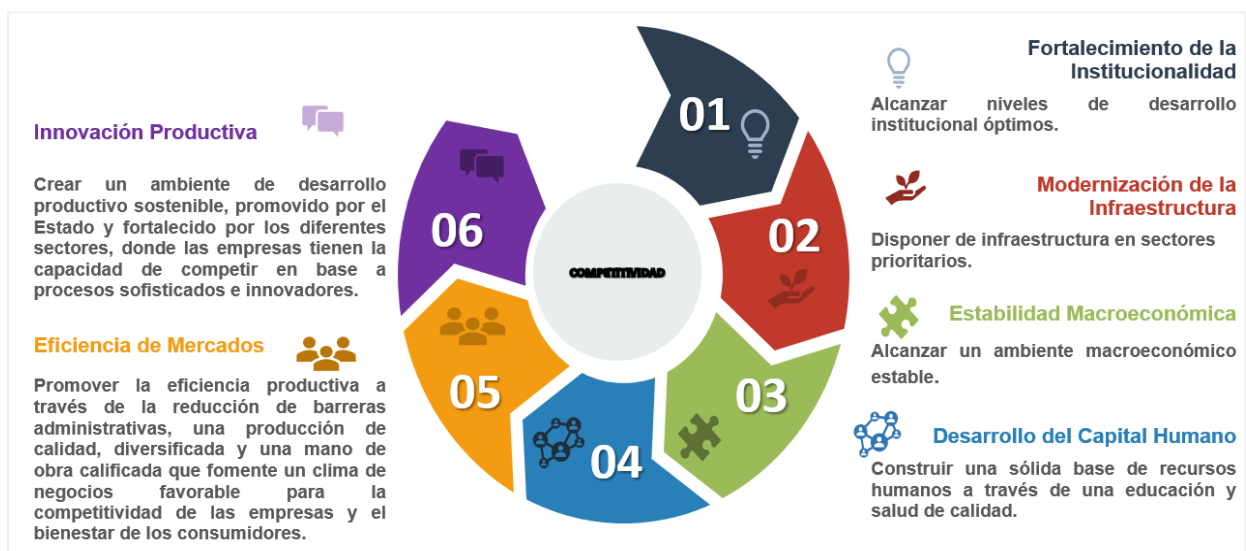 01
02
03
04
05
06
COMPETITIVIDAD
Fortalecimiento de la
Institucionalidad
Alcanzar niveles de desarrollo
institucional óptimos.
Modernización de la
Infraestructura
Disponer de infraestructura en sectores
prioritarios.
Estabilidad Macroeconómica
Alcanzar un ambiente macroeconómico
estable.
Desarrollo del Capital Humano
Construir una sólida base de recursos
humanos a través de una educación y
salud de calidad.
Eficiencia de Mercados
Promover la eficiencia productiva a
través de la reducción de barreras
administrativas, una producción de
calidad, diversificada y una mano de
obra calificada que fomente un clima de
negocios favorable para la
competitividad de las empresas y el
bienestar de los consumidores.
Innovación Productiva
Crear un ambiente de desarrollo
productivo sostenible, promovido por el
Estado y fortalecido por los diferentes
sectores, donde las empresas tienen la
capacidad de competir en base a
procesos sofisticados e innovadores.